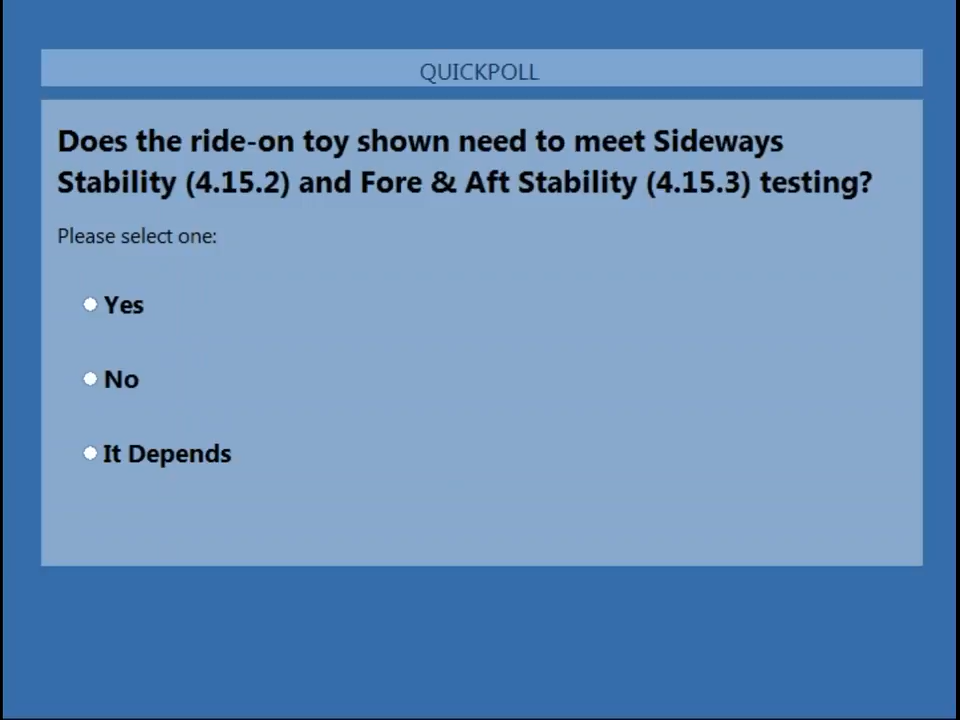 QUICKPOLL
Does the ride-on toy shown need to meet Sideways
Stability (4.15.2) and Fore & Aft Stability (4.15.3) testing?
Please select one:
Yes
No
It Depends